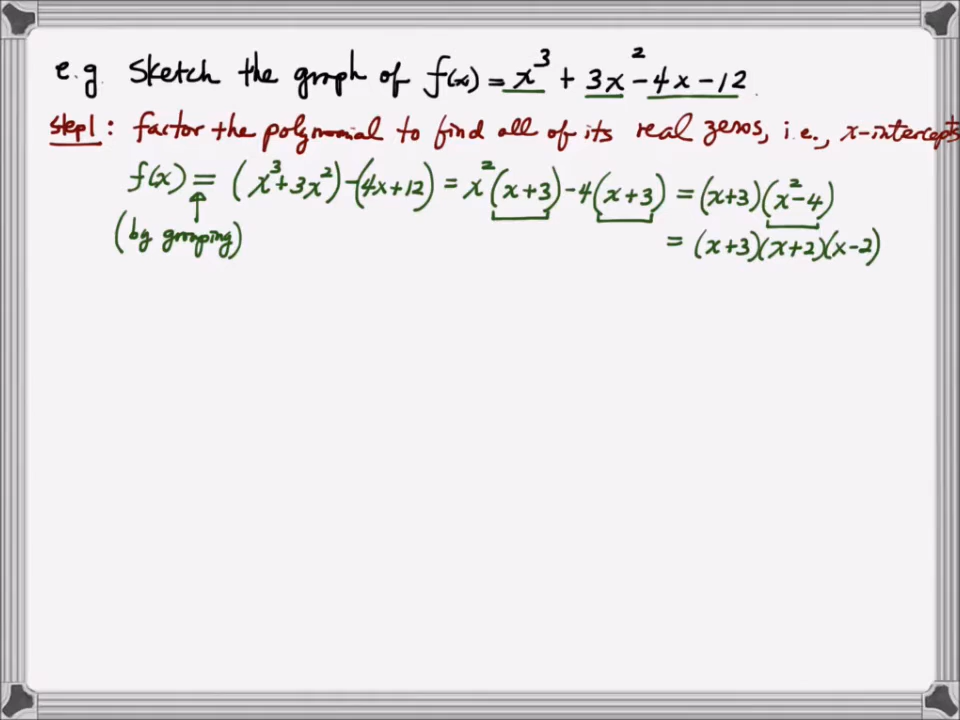 e.g. Sketch the graph of f(x) = x³ + 3x² - 4x - 12
Step1 : factor the polynomial to find all of its real zeros, i.e., x-intercepts
f(x) = (x³+3x²) - (4x+12) = x²(x+3) - 4(x+3) = (x+3)(x²-4)
(by grouping)
= (x+3)(x+2)(x-2)